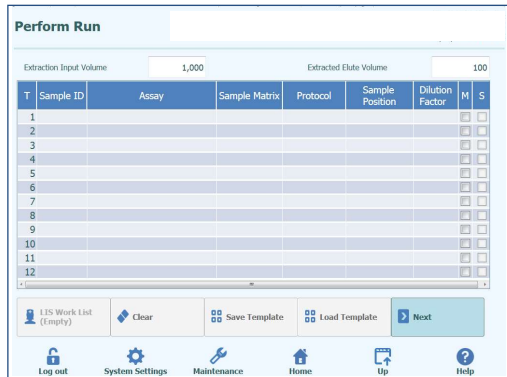 Perform Run
Extraction Input Volume 1,000 Extracted Elute Volume 100
T Sample ID Assay Sample Matrix Protocol Sample Position Dilution Factor M S
1
2
3
4
5
6
7
8
9
10
11
12
LIS Work List (Empty) Clear Save Template Load Template Next
Log out System Settings Maintenance Home Up Help